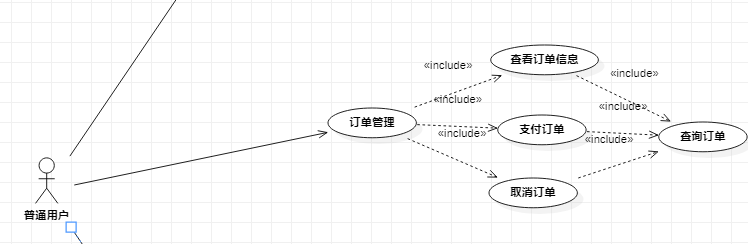 «include»
查看订单信息
«include»
«include»
«include»
订单管理
«include»
支付订单
«include»
查询订单
取消订单
普通用户